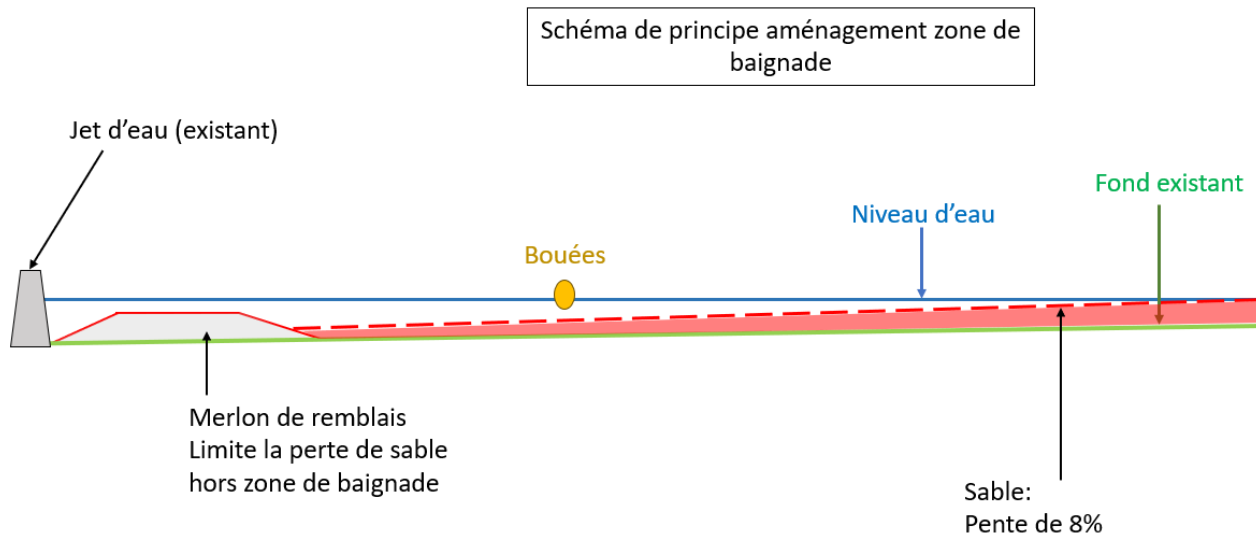 Schéma de principe aménagement zone de
baignade
Jet d'eau (existant)
Fond existant
Niveau d'eau
Bouées
Merlon de remblais
Limite la perte de sable
hors zone de baignade
Sable:
Pente de 8%